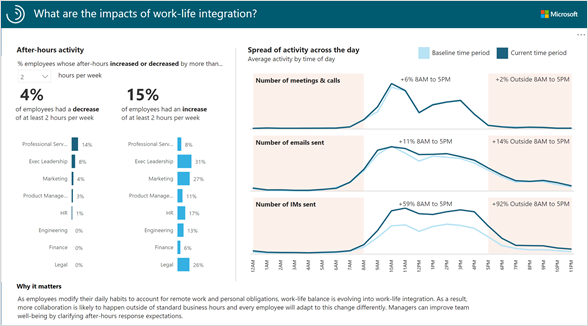 What are the impacts of work-life integration?
Microsoft
After-hours activity
% employees whose after-hours increased or decreased by more than...
2 hours per week
4%
of employees had a decrease
of at least 2 hours per week
15%
of employees had an increase
of at least 2 hours per week
Professional Serv... 14%
Exec Leadership 8%
Marketing 4%
Product Manage... 3%
HR 1%
Engineering 0%
Finance 0%
Legal 0%
Professional Serv... 8%
Exec Leadership 31%
Marketing 27%
Product Manage... 11%
HR 17%
Engineering 13%
Finance 6%
Legal 26%
Spread of activity across the day
Average activity by time of day
Baseline time period
Current time period
Number of meetings & calls
+6% 8AM to 5PM
+2% Outside 8AM to 5PM
Number of emails sent
+11% 8AM to 5PM
+14% Outside 8AM to 5PM
Number of IMs sent
+59% 8AM to 5PM
+92% Outside 8AM to 5PM
12AM 1AM 2AM 3AM 4AM 5AM 6AM 7AM 8AM 9AM 10AM 11AM 12PM 1PM 2PM 3PM 4PM 5PM 6PM 7PM 8PM 9PM 10PM 11PM
Why it matters
As employees modify their daily habits to account for remote work and personal obligations, work-life balance is evolving into work-life integration. As a result,
more collaboration is likely to happen outside of standard business hours and every employee will adapt to this change differently. Managers can improve team
well-being by clarifying after-hours response expectations.